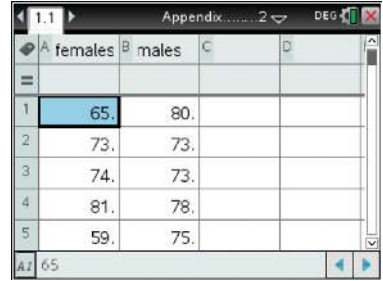 1.1 Appendix........2 DEG
A females B males C D
=
1 65. 80.
2 73. 73.
3 74. 73.
4 81. 78.
5 59. 75.
A1 65